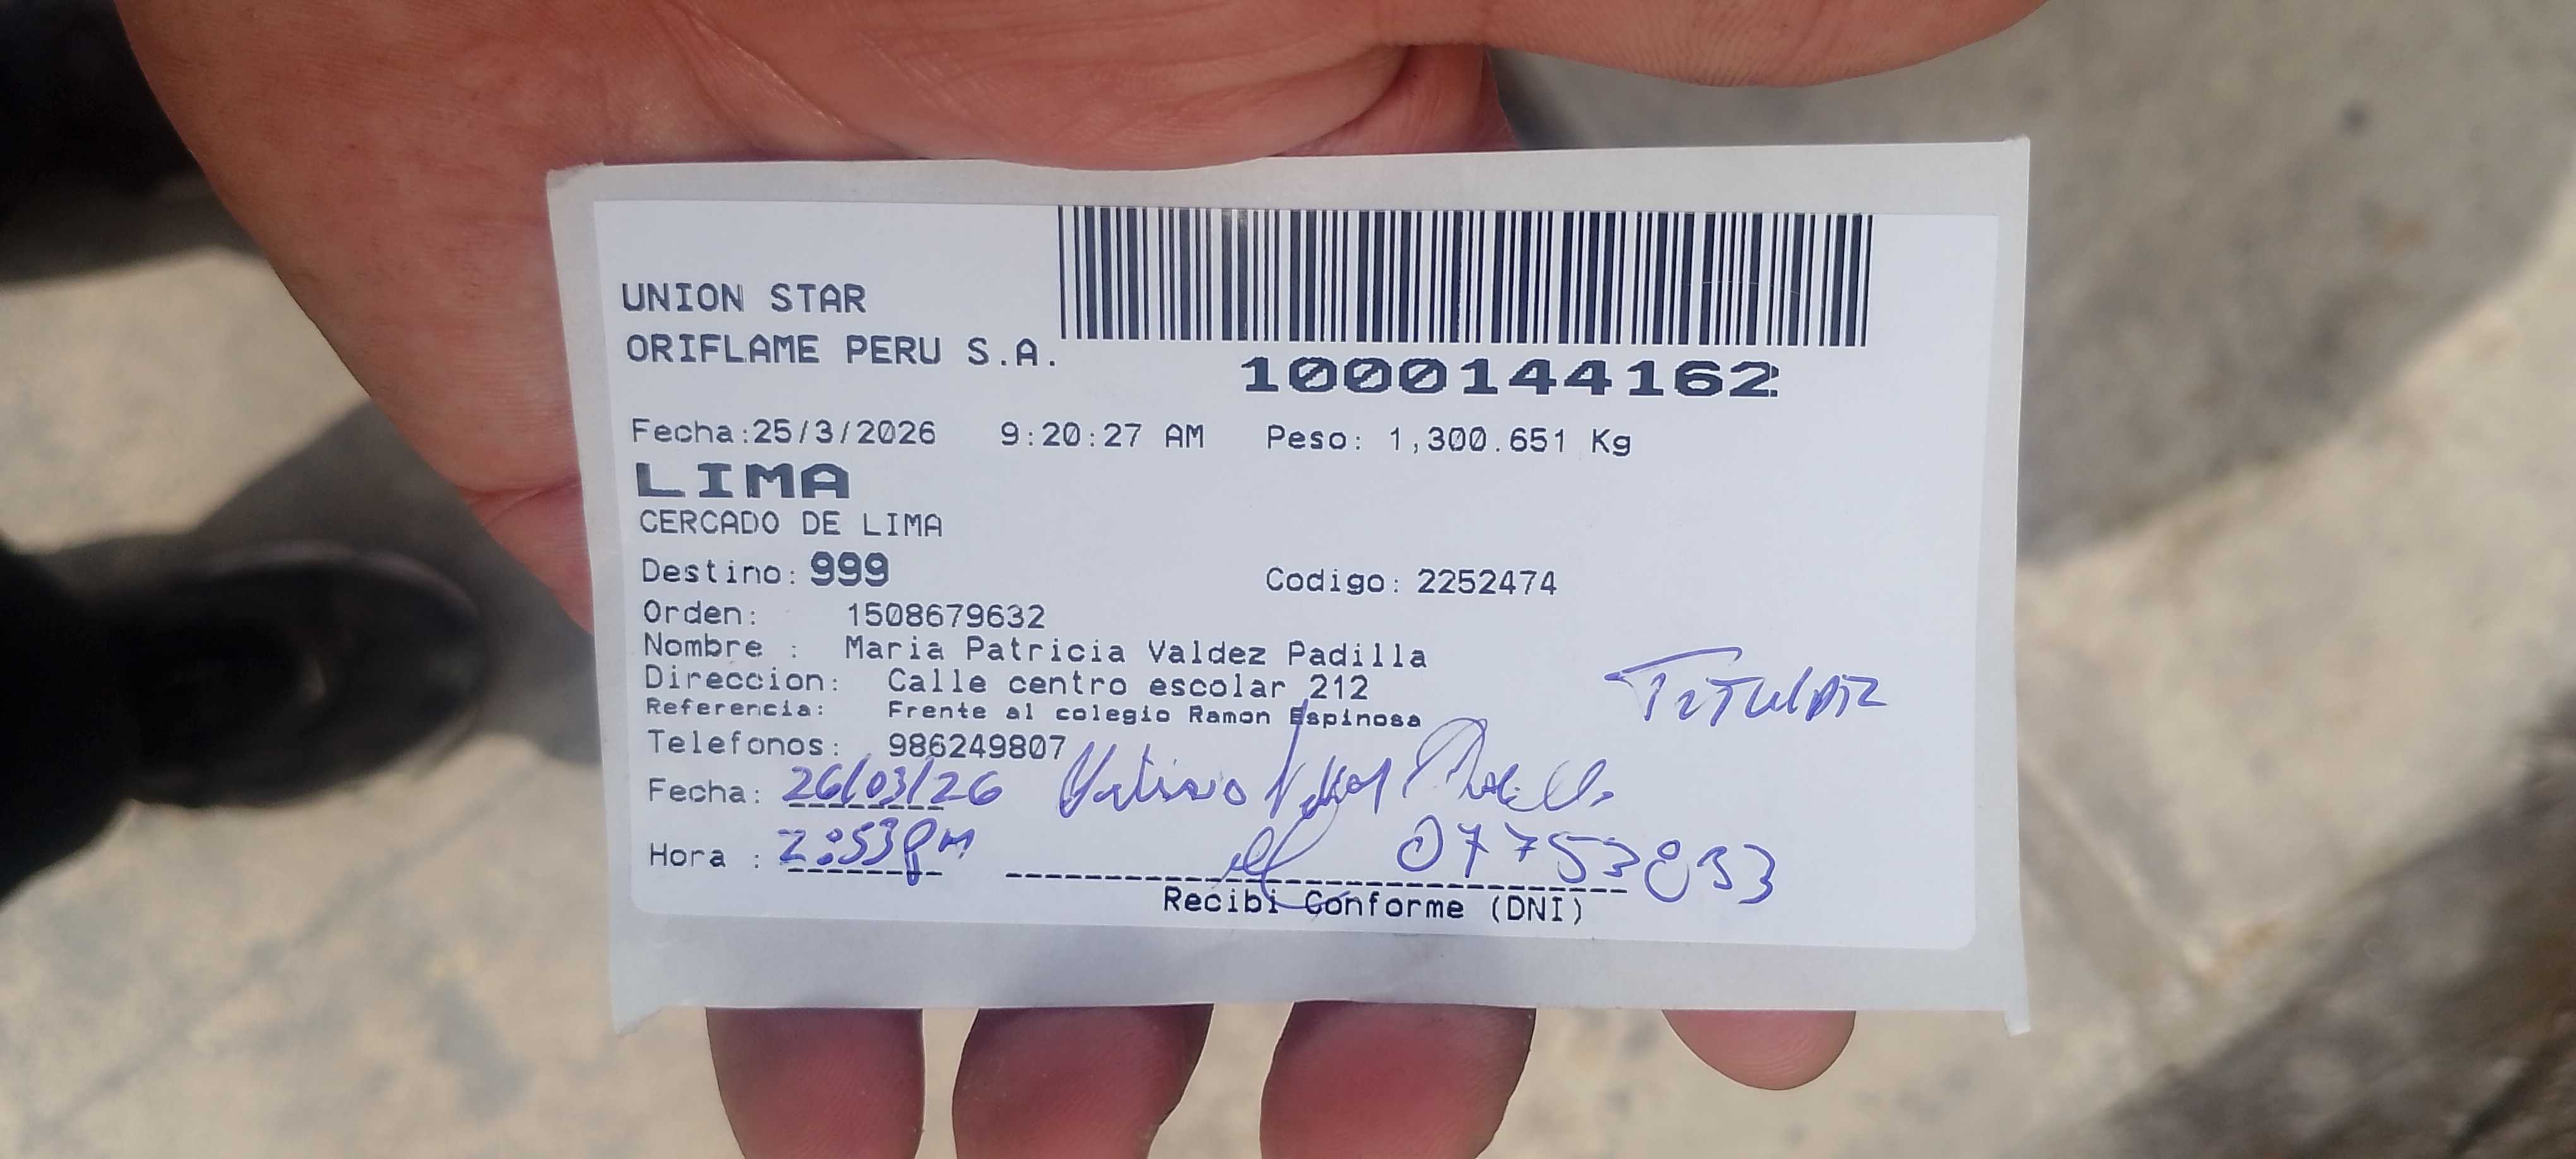 UNION STAR
ORIFLAME PERU S.A.
1000144162
Fecha:25/3/2026 9:20:27 AM Peso: 1,300.651 Kg
LIMA
CERCADO DE LIMA
Destino: 999 Codigo: 2252474
Orden: 1508679632
Nombre : Maria Patricia Valdez Padilla
Direccion: Calle centro escolar 212
Referencia: Frente al colegio Ramon Espinosa
TITULAR
Telefonos: 986249807
Fecha: 26/03/26
Hora : 2:53pm 07753833
Recibi Conforme (DNI)